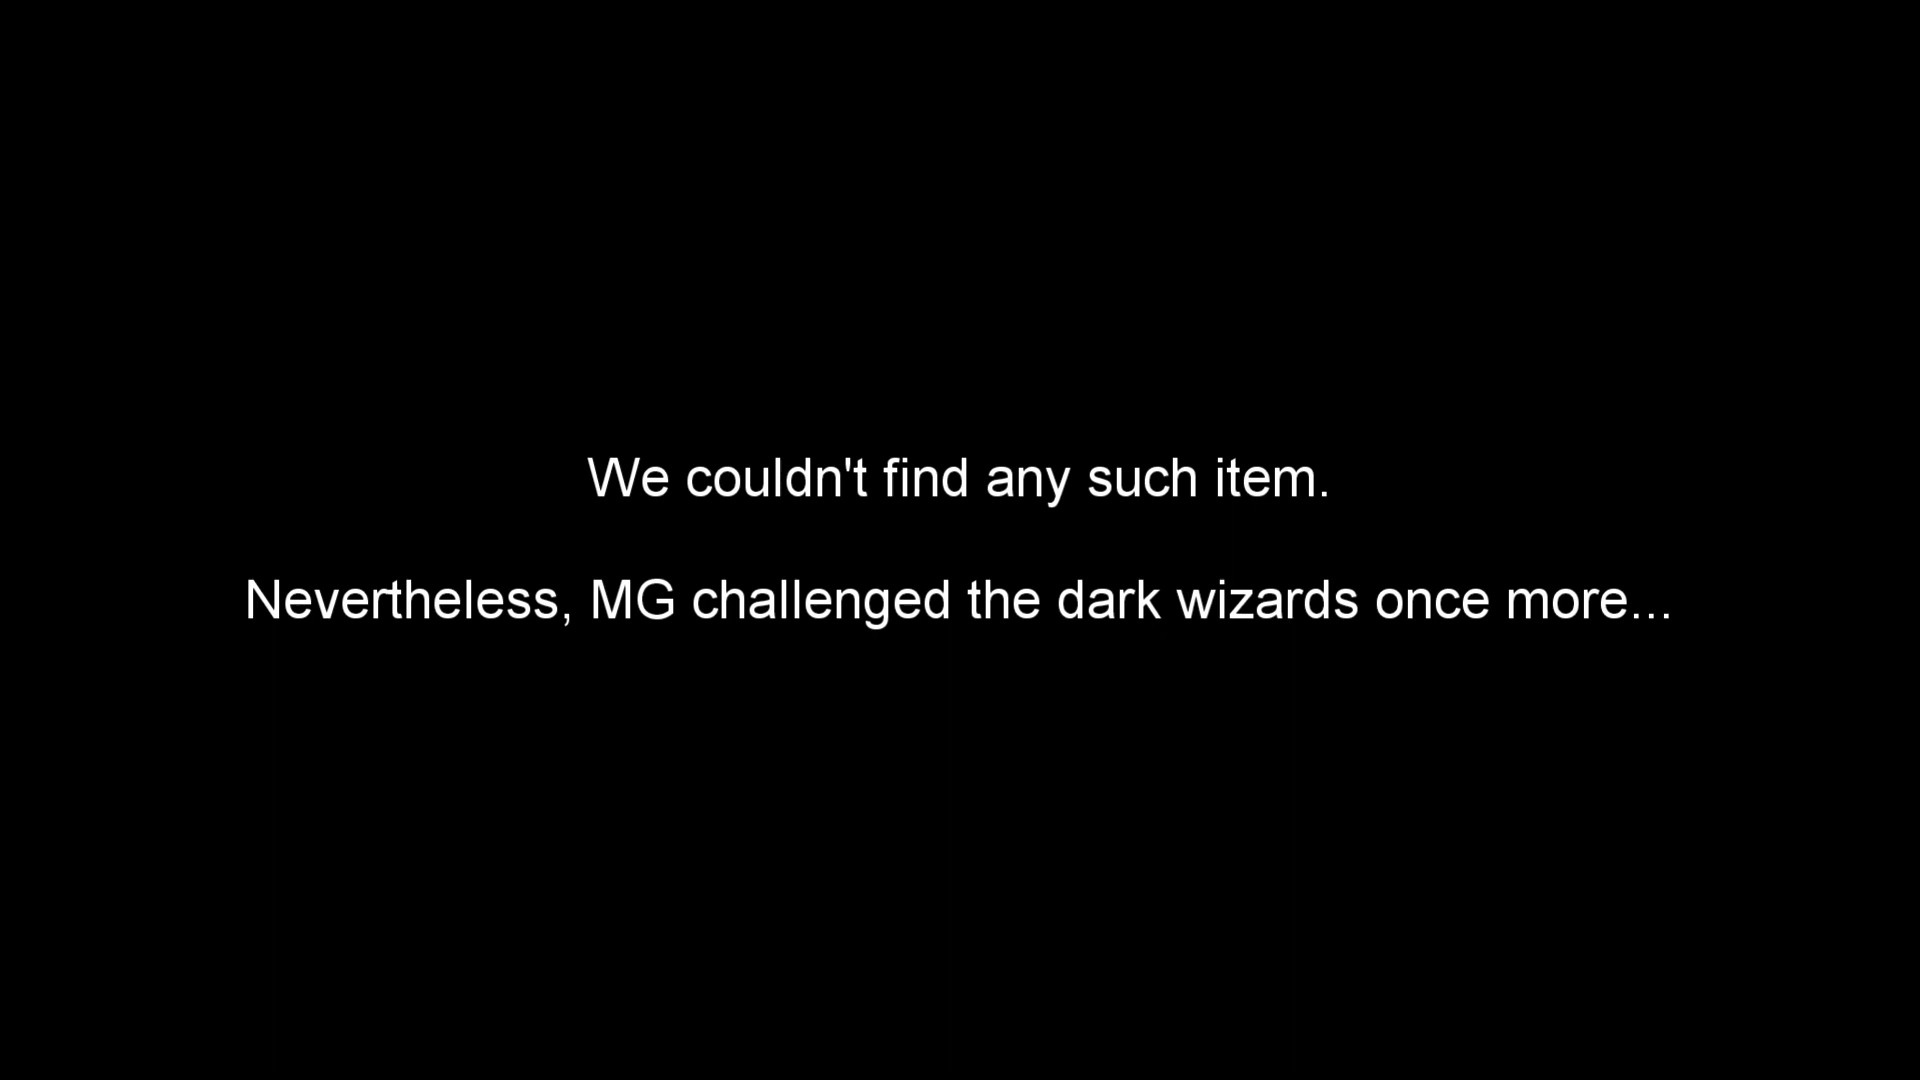 We couldn't find any such item.
Nevertheless, MG challenged the dark wizards once more...